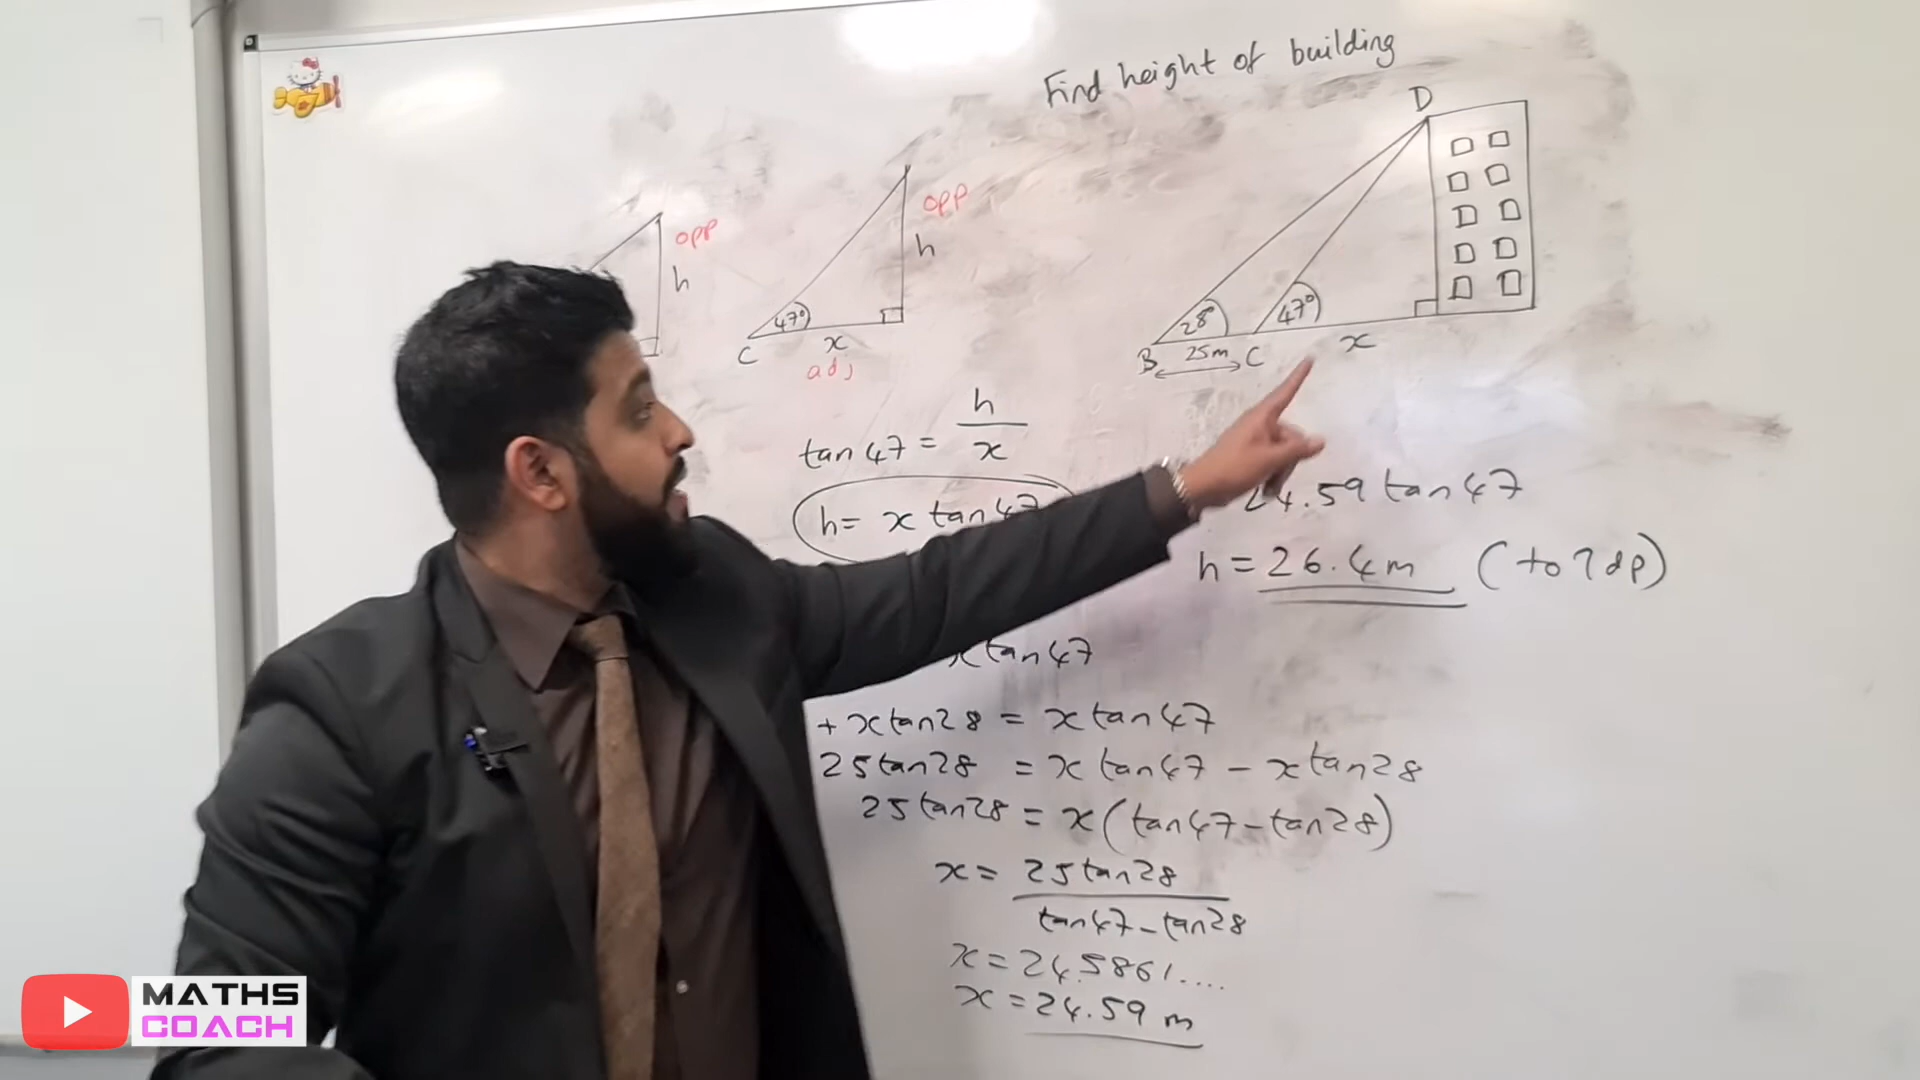 Find height of building
D
28°
47°
B
25m
C
x
opp
h
opp
h
47°
C
x
adj
tan 47 = h/x
h = x tan 47
24.59 tan 47
h = 26.4m (to 1dp)
x tan 47
+ x tan 28 = x tan 47
25 tan 28 = x tan 47 - x tan 28
25 tan 28 = x (tan 47 - tan 28)
x = 25 tan 28 / tan 47 - tan 28
x = 24.5861....
x = 24.59 m
MATHS
COACH